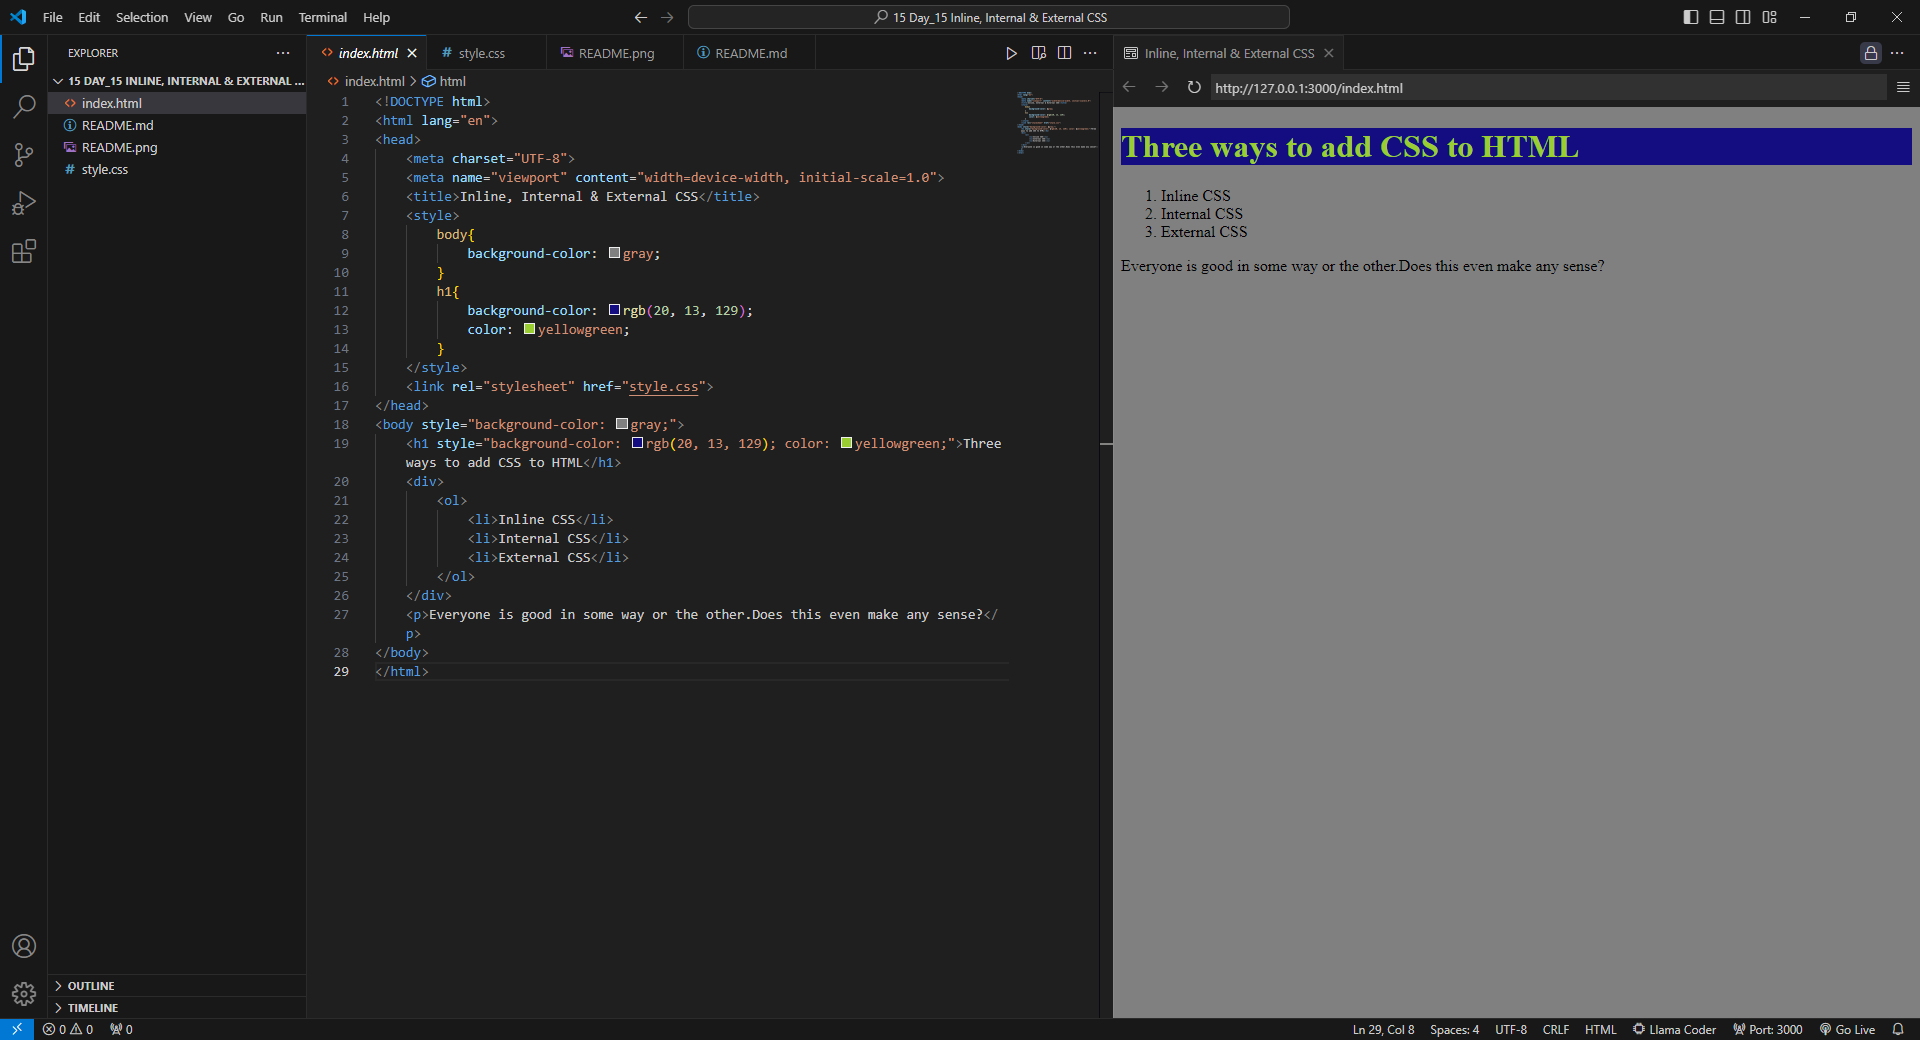 File Edit Selection View Go Run Terminal Help
15 Day_15 Inline, Internal & External CSS
EXPLORER
15 DAY_15 INLINE, INTERNAL & EXTERNAL ...
index.html
README.md
README.png
style.css
OUTLINE
TIMELINE
index.html style.css README.png README.md
index.html > html
1 <!DOCTYPE html>
2 <html lang="en">
3 <head>
4 <meta charset="UTF-8">
5 <meta name="viewport" content="width=device-width, initial-scale=1.0">
6 <title>Inline, Internal & External CSS</title>
7 <style>
8 body{
9 background-color: gray;
10 }
11 h1{
12 background-color: rgb(20, 13, 129);
13 color: yellowgreen;
14 }
15 </style>
16 <link rel="stylesheet" href="style.css">
17 </head>
18 <body style="background-color: gray;">
19 <h1 style="background-color: rgb(20, 13, 129); color: yellowgreen;">Three
ways to add CSS to HTML</h1>
20 <div>
21 <ol>
22 <li>Inline CSS</li>
23 <li>Internal CSS</li>
24 <li>External CSS</li>
25 </ol>
26 </div>
27 <p>Everyone is good in some way or the other.Does this even make any sense?</
p>
28 </body>
29 </html>
Inline, Internal & External CSS
http://127.0.0.1:3000/index.html
Three ways to add CSS to HTML
1. Inline CSS
2. Internal CSS
3. External CSS
Everyone is good in some way or the other.Does this even make any sense?
0 0 0
Ln 29, Col 8 Spaces: 4 UTF-8 CRLF HTML Llama Coder Port: 3000 Go Live